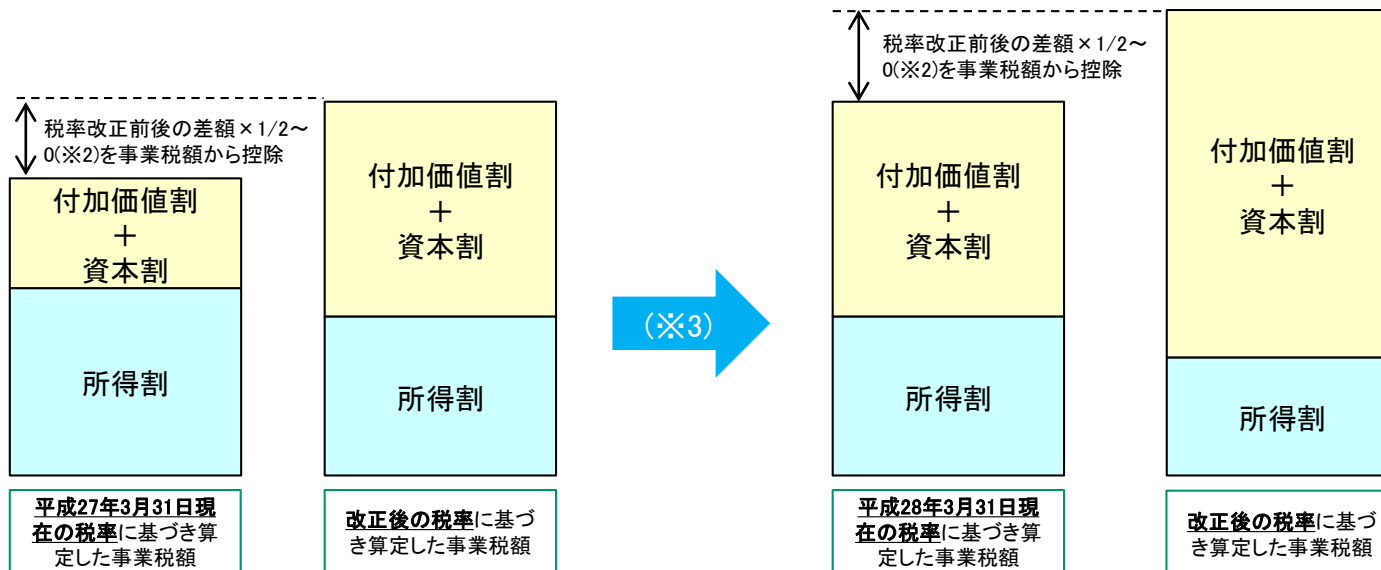 税率改正前後の差額×1/2～
0(※2)を事業税額から控除
付加価値割
＋
資本割
所得割
平成27年3月31日現
在の税率に基づき算
定した事業税額
付加価値割
＋
資本割
所得割
改正後の税率に基づ
き算定した事業税額
(※3)
税率改正前後の差額×1/2～
0(※2)を事業税額から控除
付加価値割
＋
資本割
所得割
平成28年3月31日現
在の税率に基づき算
定した事業税額
付加価値割
＋
資本割
所得割
改正後の税率に基づ
き算定した事業税額